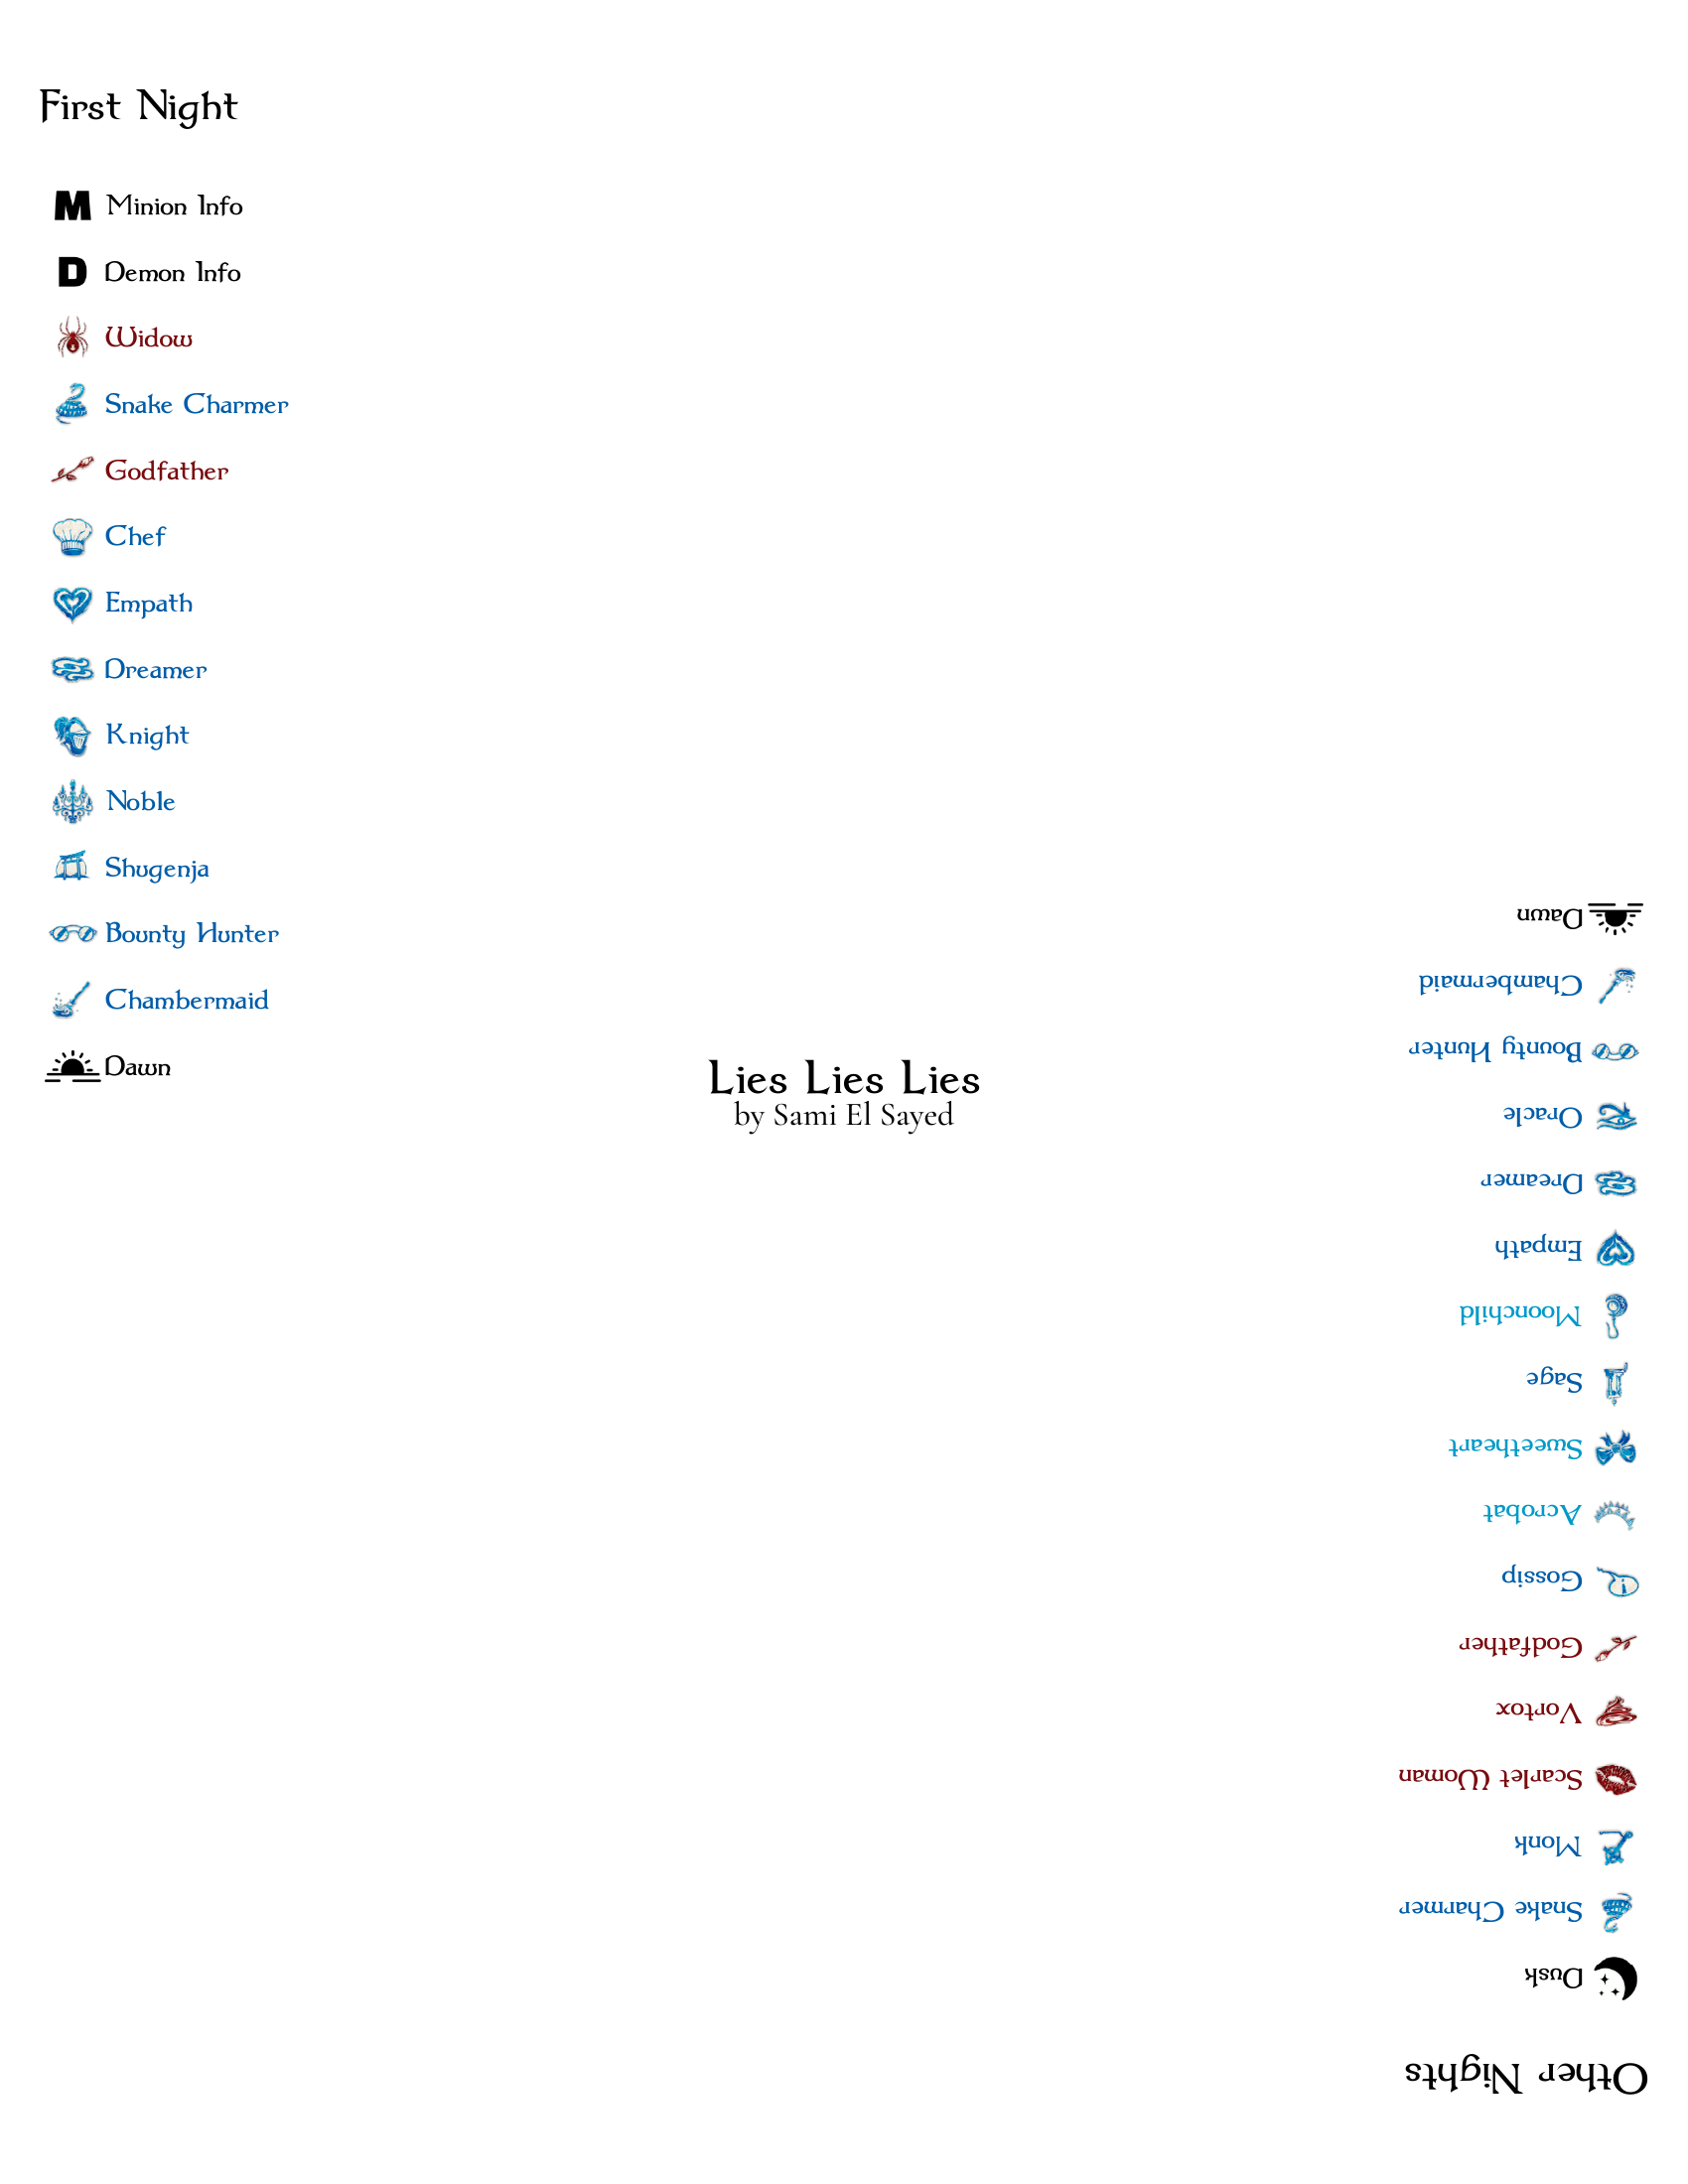 First Night
M Minion Info
D Demon Info
Widow
Snake Charmer
Godfather
Chef
Empath
Dreamer
Knight
Noble
Shugenja
Bounty Hunter
Chambermaid
Dawn
Lies Lies Lies
by Sami El Sayed
Other Nights
Dusk
Snake Charmer
Monk
Scarlet Woman
Vortox
Godfather
Gossip
Acrobat
Sweetheart
Sage
Moonchild
Empath
Dreamer
Oracle
Bounty Hunter
Chambermaid
Dawn